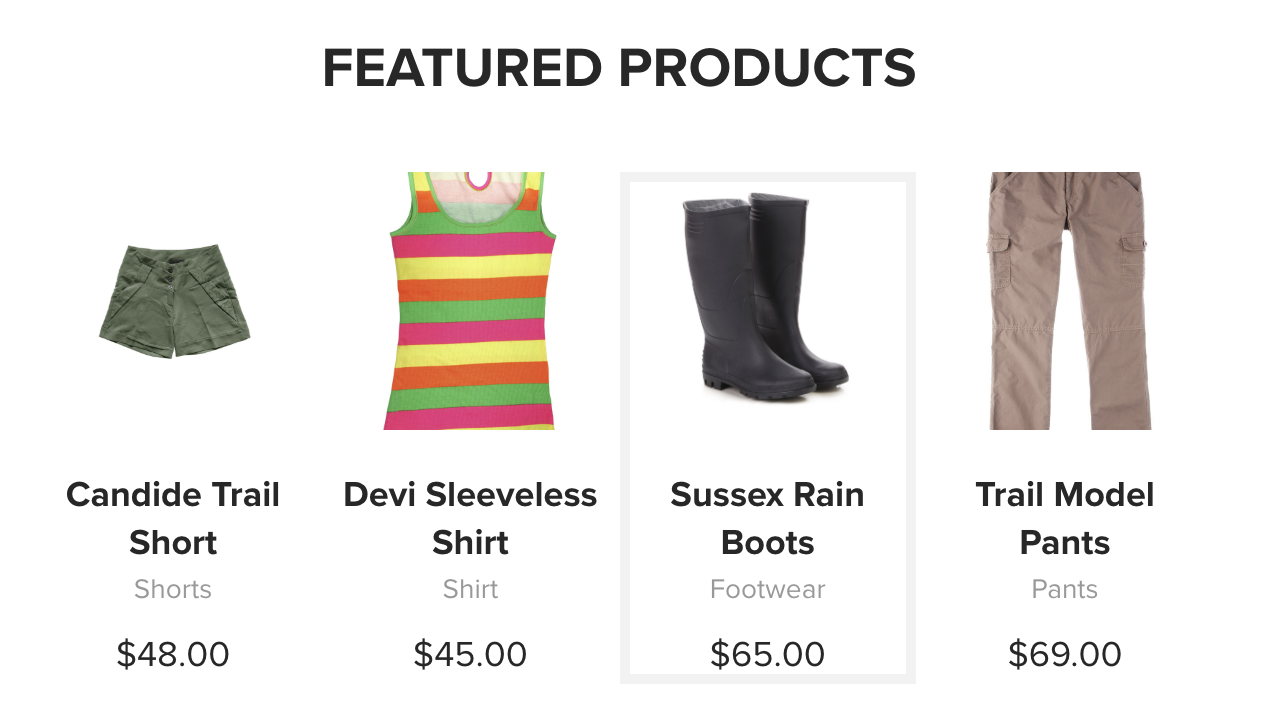 FEATURED PRODUCTS
Candide Trail
Short
Shorts
$48.00
Devi Sleeveless
Shirt
Shirt
$45.00
Sussex Rain
Boots
Footwear
$65.00
Trail Model
Pants
Pants
$69.00